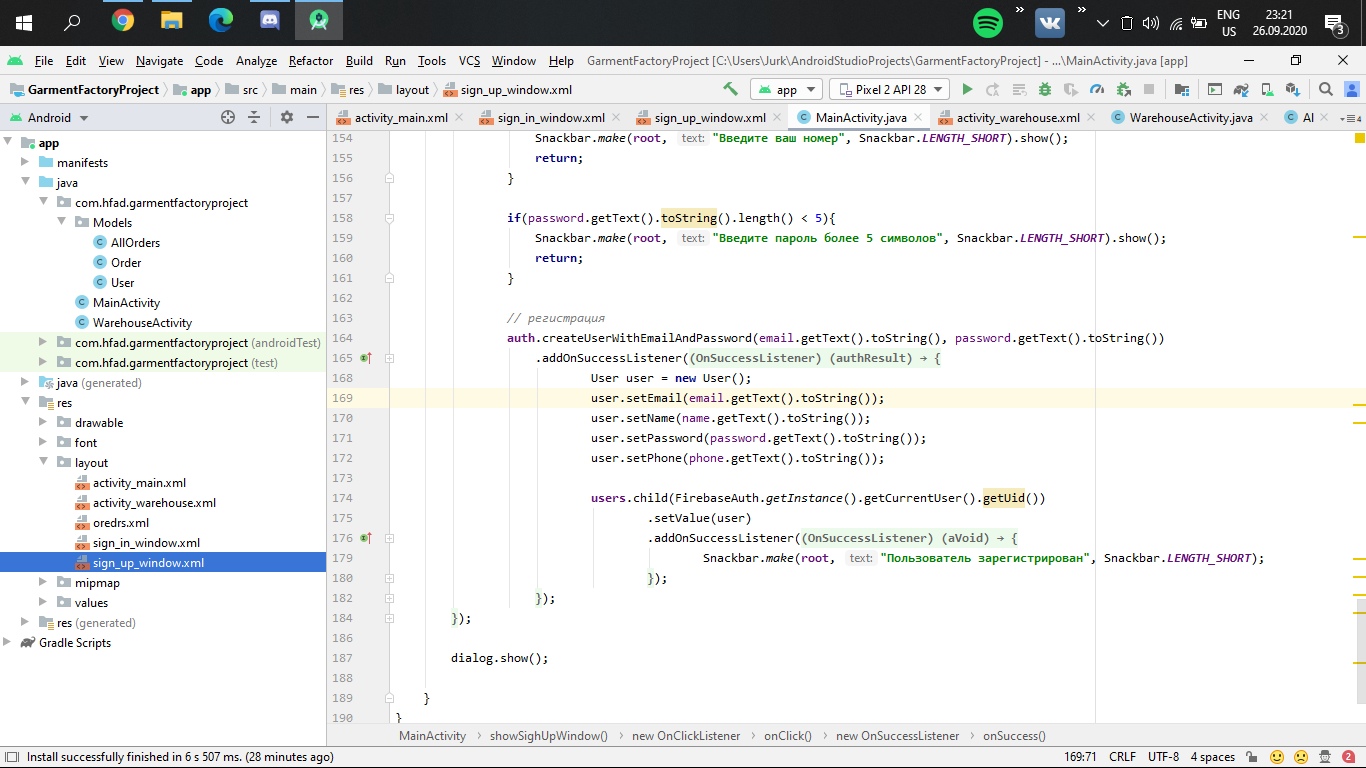 ENG
US
23:21
26.09.2020
3
File Edit View Navigate Code Analyze Refactor Build Run Tools VCS Window Help GarmentFactoryProject [C:\Users\Jurk\AndroidStudioProjects\GarmentFactoryProject] - ...\MainActivity.java [app]
GarmentFactoryProject app src main res layout sign_up_window.xml app Pixel 2 API 28
Android activity_main.xml sign_in_window.xml sign_up_window.xml MainActivity.java activity_warehouse.xml WarehouseActivity.java Al 4
app
manifests
java
com.hfad.garmentfactoryproject
Models
AllOrders
Order
User
MainActivity
WarehouseActivity
com.hfad.garmentfactoryproject (androidTest)
com.hfad.garmentfactoryproject (test)
java (generated)
res
drawable
font
layout
activity_main.xml
activity_warehouse.xml
oredrs.xml
sign_in_window.xml
sign_up_window.xml
mipmap
values
res (generated)
Gradle Scripts
154 Snackbar.make(root, text: "Введите ваш номер", Snackbar.LENGTH_SHORT).show();
155 return;
156 }
157
158 if(password.getText().toString().length() < 5){
159 Snackbar.make(root, text: "Введите пароль более 5 символов", Snackbar.LENGTH_SHORT).show();
160 return;
161 }
162
163 // регистрация
164 auth.createUserWithEmailAndPassword(email.getText().toString(), password.getText().toString())
165 .addOnSuccessListener((OnSuccessListener) (authResult) → {
168 User user = new User();
169 user.setEmail(email.getText().toString());
170 user.setName(name.getText().toString());
171 user.setPassword(password.getText().toString());
172 user.setPhone(phone.getText().toString());
173
174 users.child(FirebaseAuth.getInstance().getCurrentUser().getUid())
175 .setValue(user)
176 .addOnSuccessListener((OnSuccessListener) (aVoid) → {
179 Snackbar.make(root, text: "Пользователь зарегистрирован", Snackbar.LENGTH_SHORT);
180 });
182 });
184 });
186
187 dialog.show();
188
189 }
190 }
MainActivity showSighUpWindow() new OnClickListener onClick() new OnSuccessListener onSuccess()
Install successfully finished in 6 s 507 ms. (28 minutes ago) 169:71 CRLF UTF-8 4 spaces 2